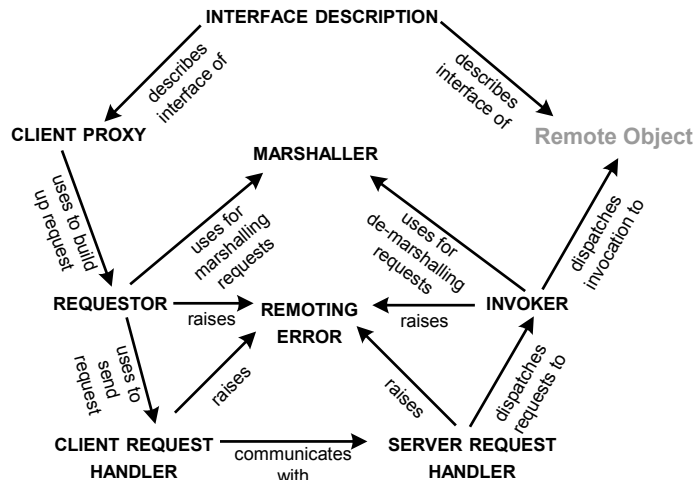 INTERFACE DESCRIPTION
describes
interface of
describes
interface of
CLIENT PROXY
Remote Object
MARSHALLER
uses to build
up request
uses for
marshalling
requests
uses for
de-marshalling
requests
dispatches
invocation to
REQUESTOR
raises
REMOTING
ERROR
raises
INVOKER
uses to
send
request
raises
raises
dispatches
requests to
CLIENT REQUEST
HANDLER
communicates
with
SERVER REQUEST
HANDLER